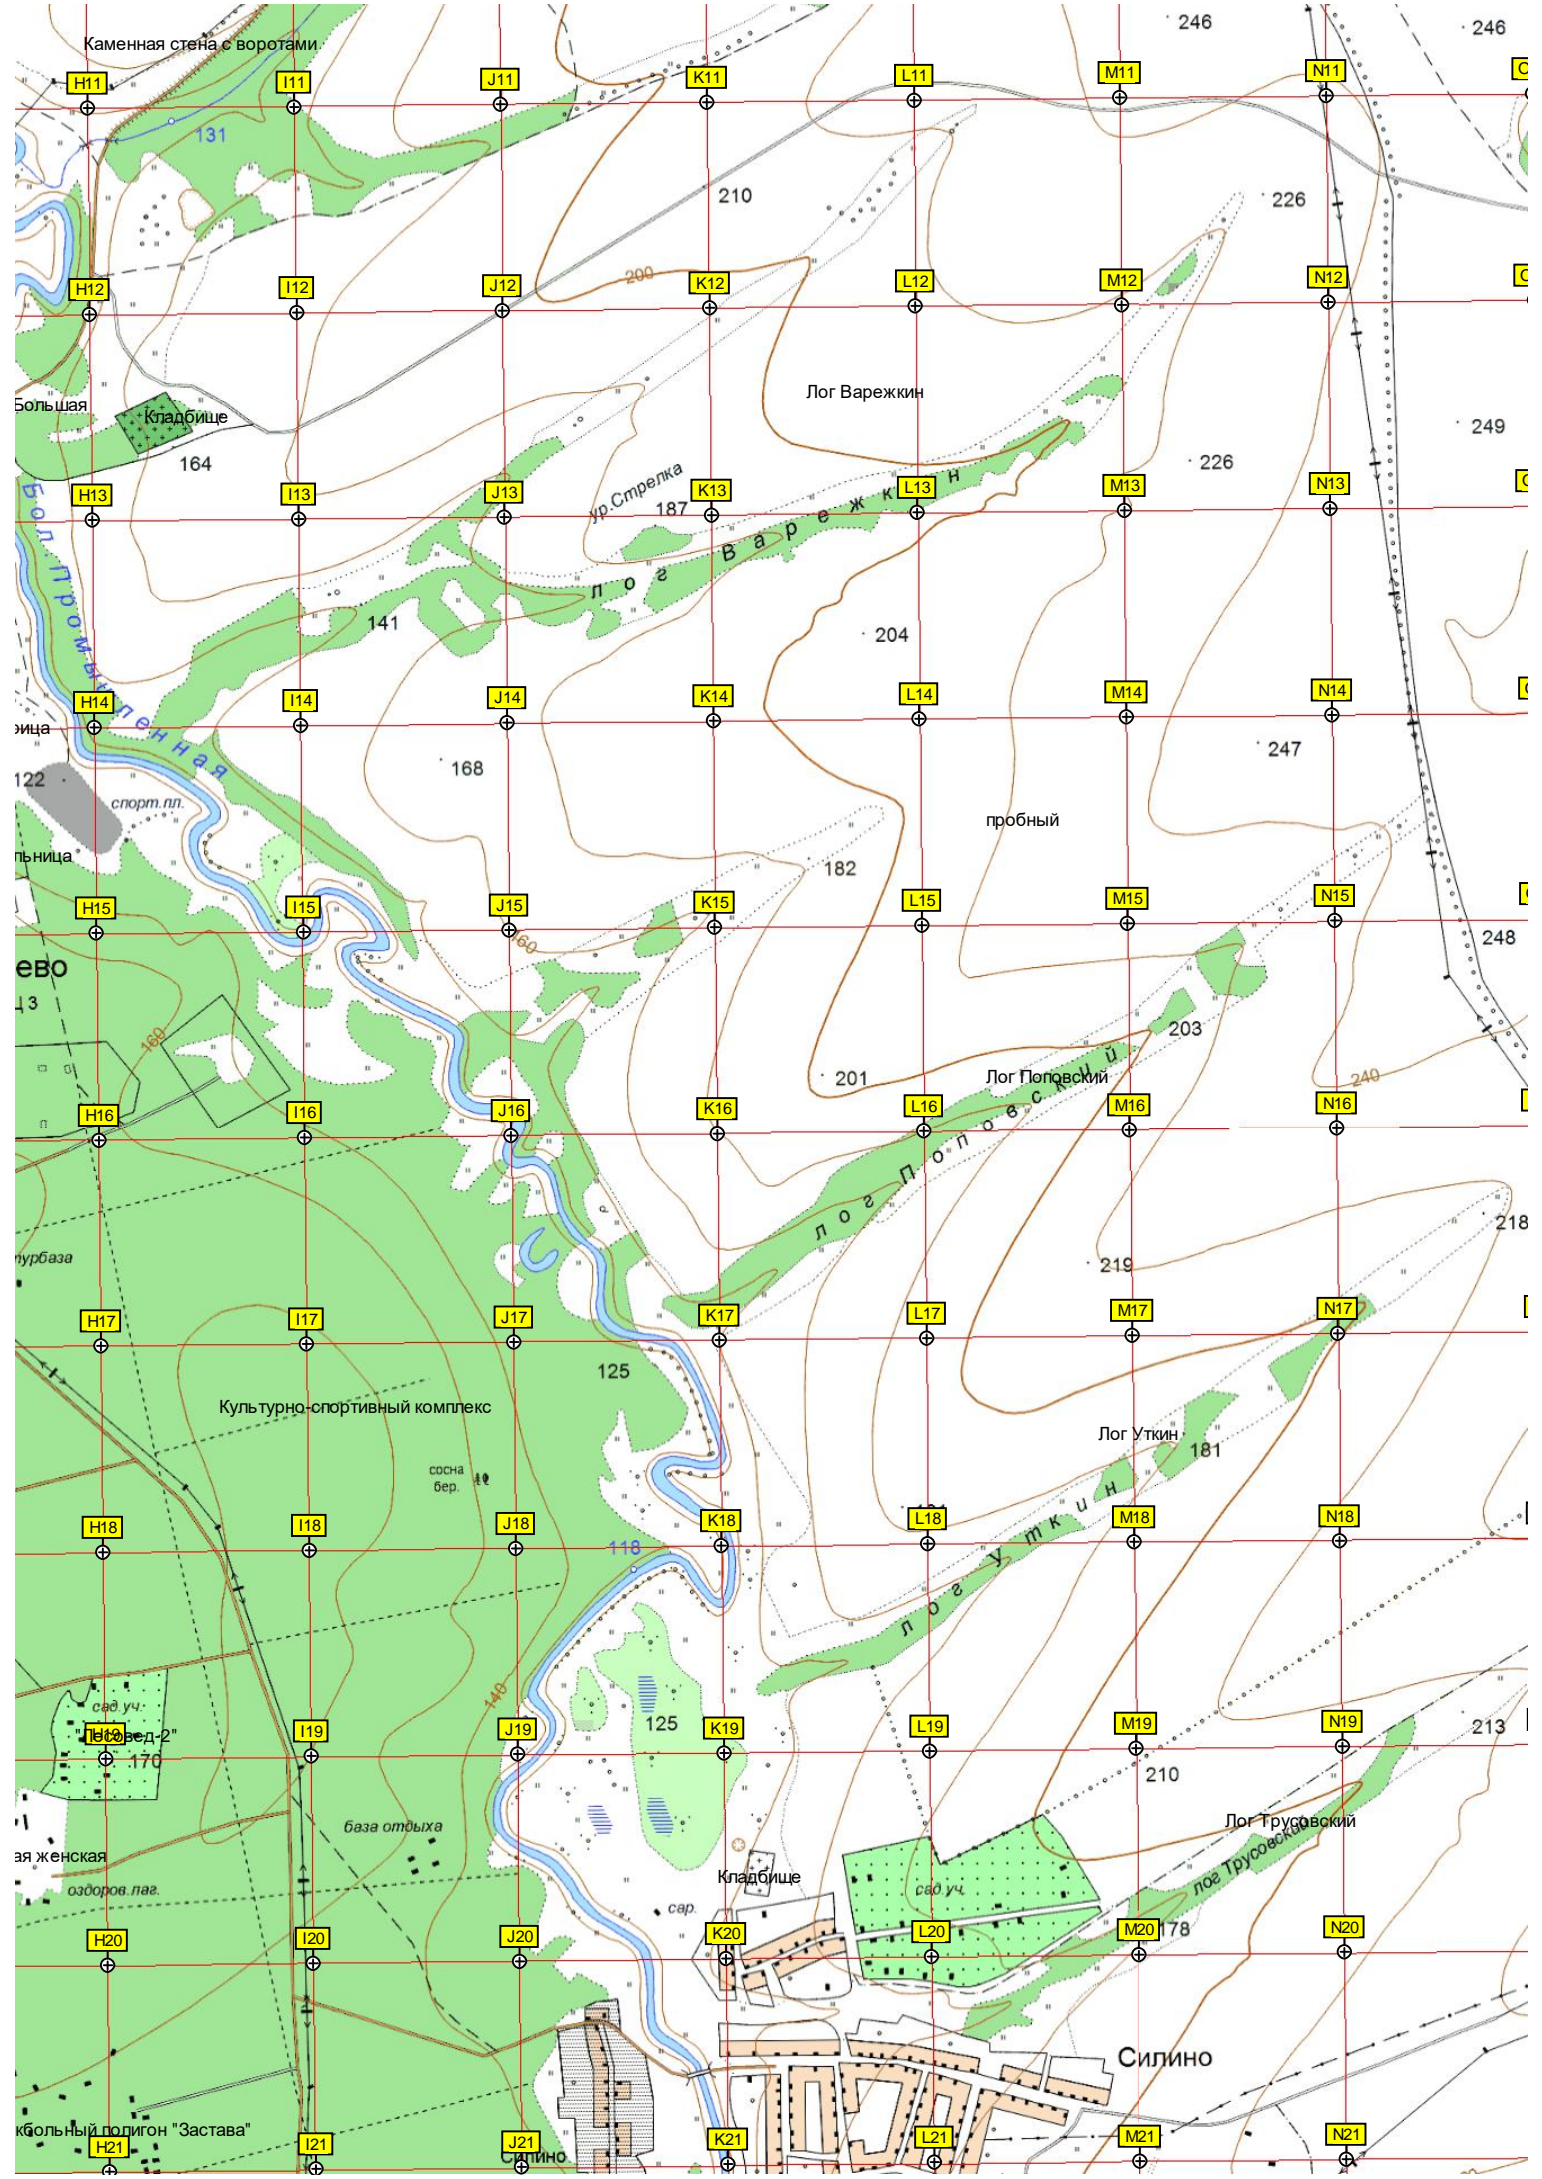 246
246
Каменная стена с воротами
H11
I11
J11
K11
L11
M11
N11
131
210
226
200
H12
I12
J12
K12
L12
M12
N12
Большая
Кладбище
Лог Варежкин
249
164
226
ур.Стрелка
187
H13
I13
J13
K13
L13
M13
N13
лог Варежкин
Бол. Промышленная
141
204
H14
I14
J14
K14
L14
M14
N14
247
168
122
спорт.пл.
пробный
льница
182
H15
I15
J15
K15
L15
M15
N15
160
248
ево
203
160
201
Лог Поповский
240
H16
I16
J16
K16
L16
M16
N16
лог Поповский
218
турбаза
219
H17
I17
J17
K17
L17
M17
N17
125
Культурно-спортивный комплекс
Лог Уткин
181
сосна
бер.
H18
I18
J18
K18
L18
M18
N18
118
лог Уткин
140
сад.уч.
"Лесовед-2"
H19
I19
J19
K19
L19
M19
N19
125
213
170
210
база отдыха
Лог Трусовский
лог Трусовский
ая женская
Кладбище
оздоров.лаг.
сад.уч.
сар.
H20
I20
J20
K20
L20
M20
N20
178
Силино
кбольный полигон "Застава"
H21
I21
J21
K21
L21
M21
N21
Силино